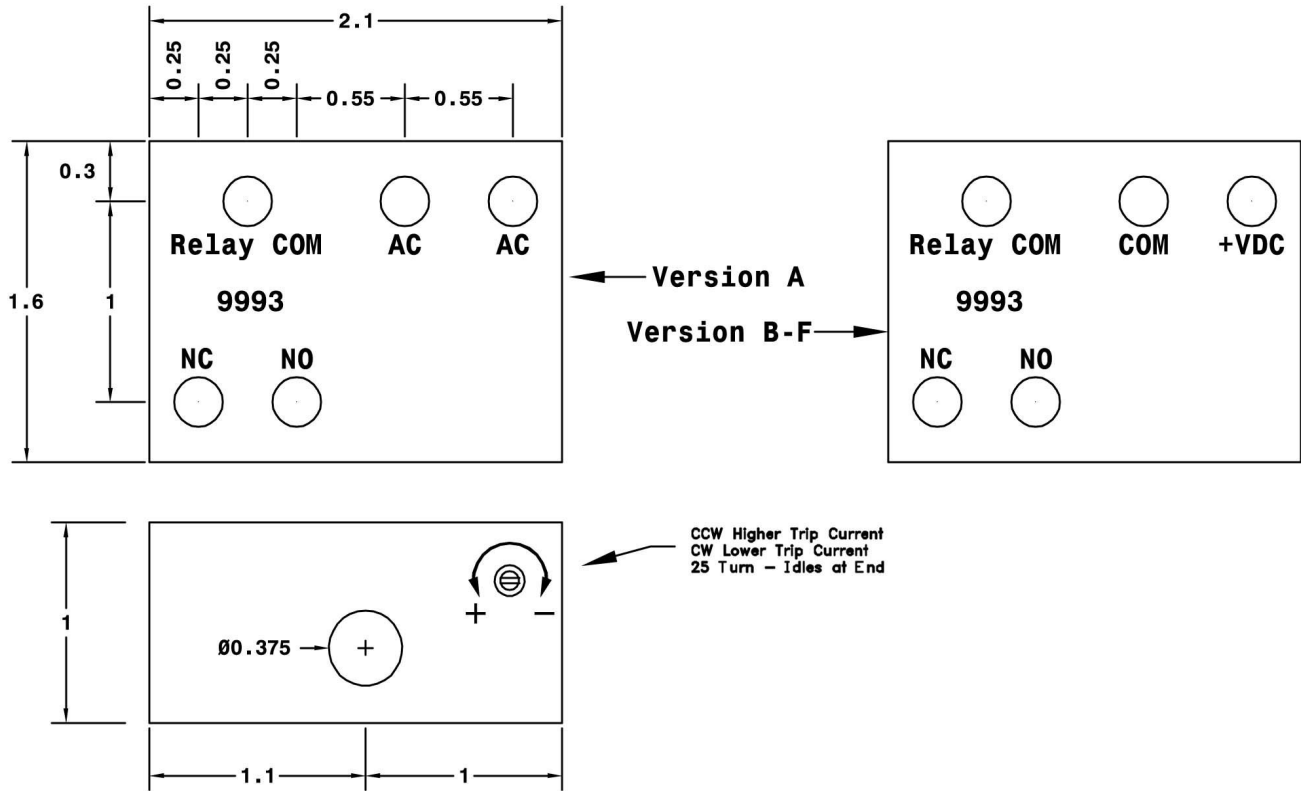 2.1
0.25
0.25
0.25
0.55
0.55
0.3
1
1.6
Relay COM
AC
AC
9993
NC
NO
Version A
Version B-F
Relay COM
COM
+VDC
9993
NC
NO
CCW Higher Trip Current
CW Lower Trip Current
25 Turn – Idles at End
+
−
1
Ø0.375
1.1
1